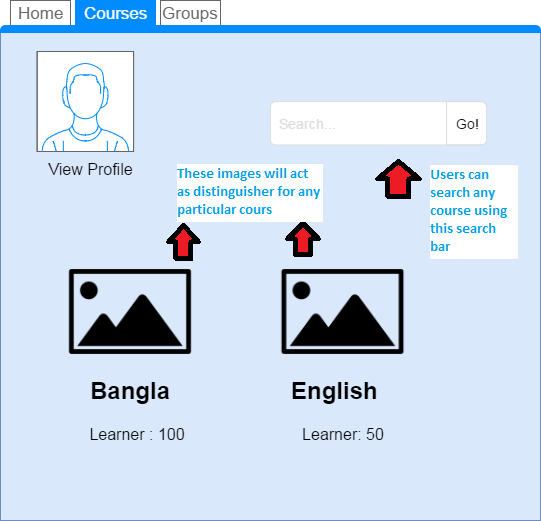 Home Courses Groups
Search... Go!
View Profile
These images will act
as distinguisher for any
particular cours
Users can
search any
course using
this search
bar
Bangla English
Learner : 100 Learner: 50